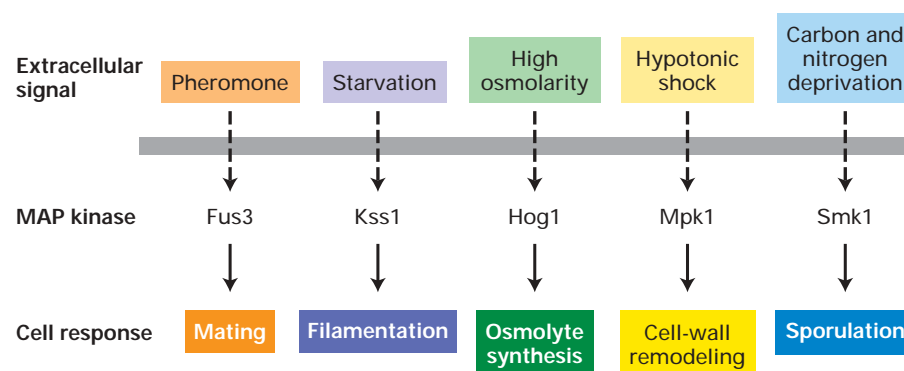 Extracellular
signal
Pheromone
Starvation
High
osmolarity
Hypotonic
shock
Carbon and
nitrogen
deprivation
MAP kinase
Fus3
Kss1
Hog1
Mpk1
Smk1
Cell response
Mating
Filamentation
Osmolyte
synthesis
Cell-wall
remodeling
Sporulation